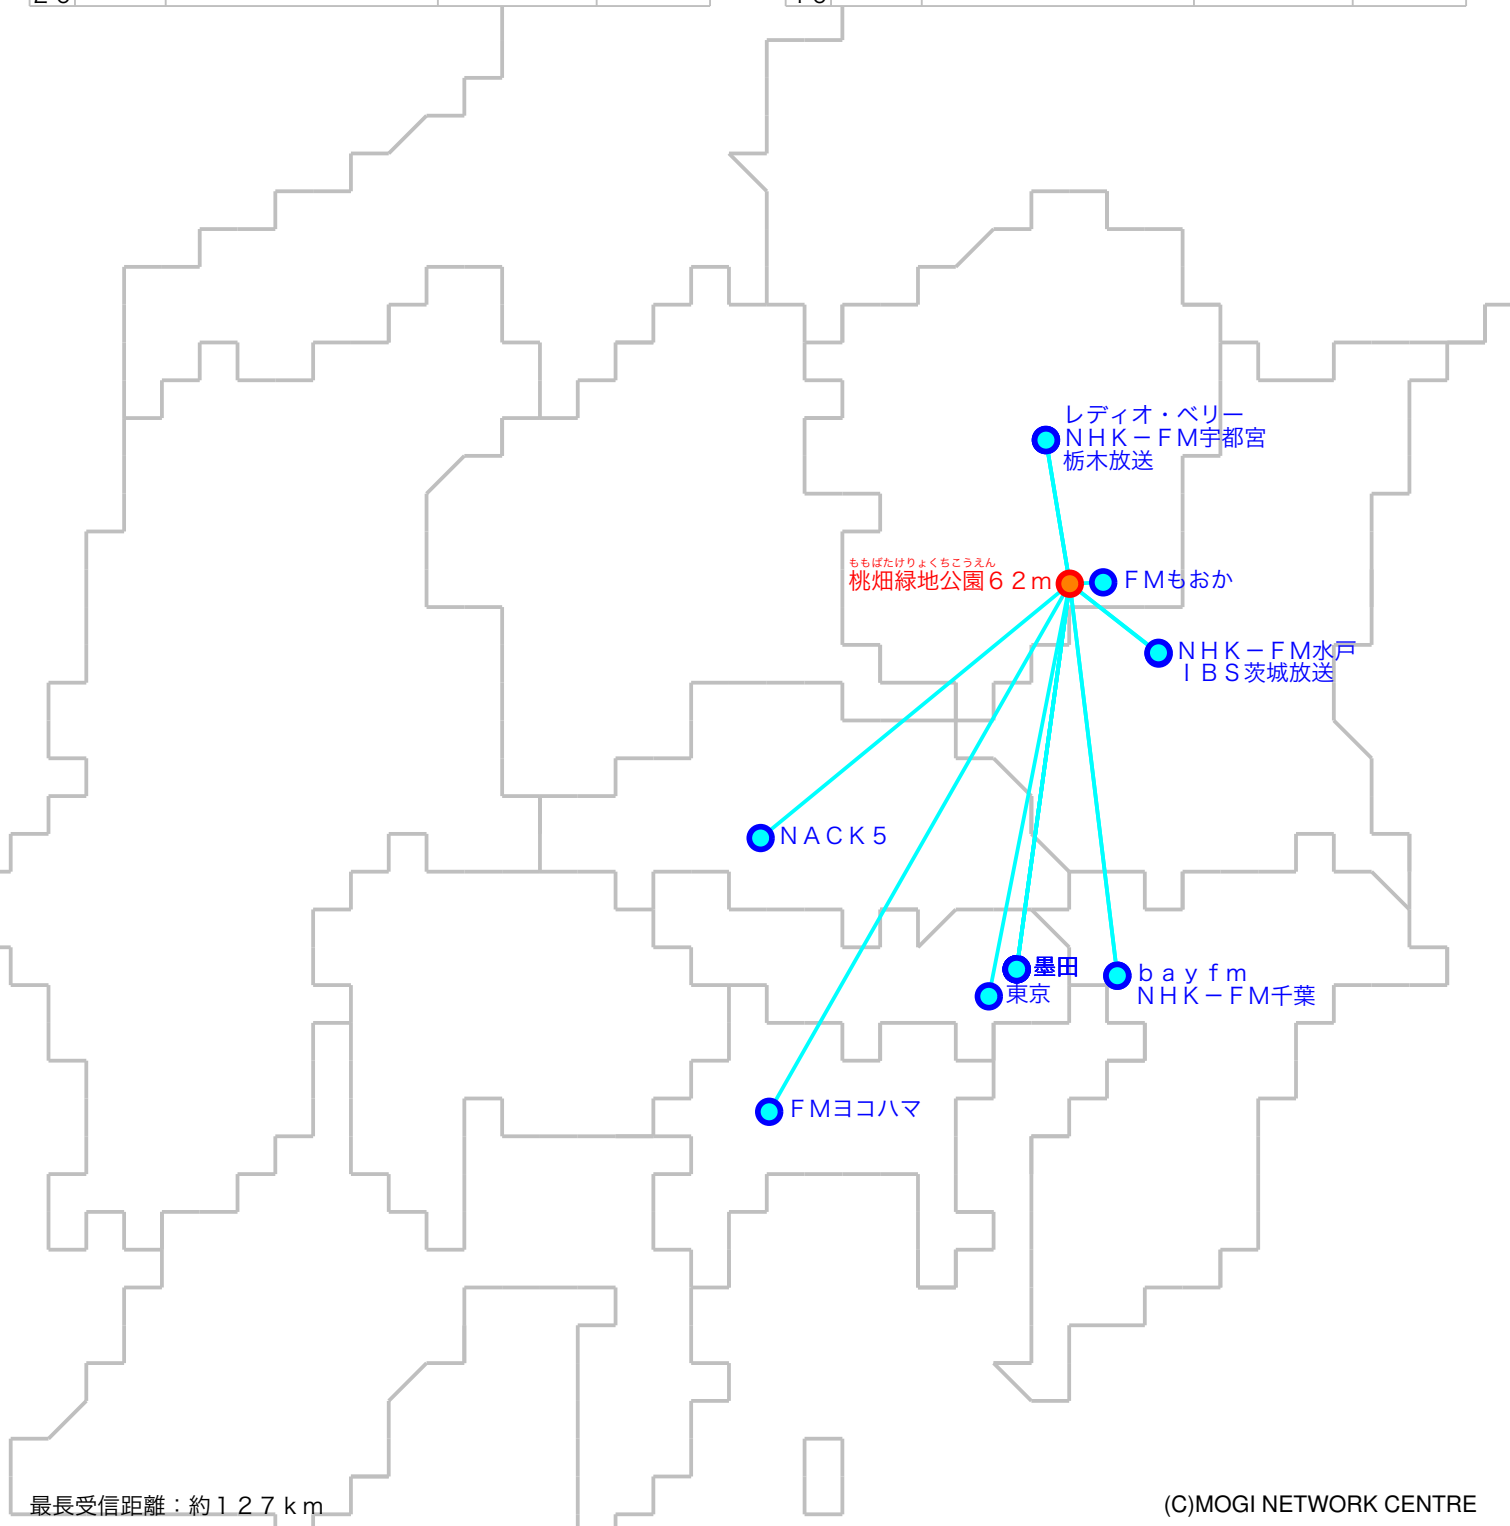 レディオ・ベリー
ＮＨＫ－ＦＭ宇都宮
栃木放送
ももばたけりょくちこうえん
桃畑緑地公園６２ｍ
ＦＭもおか
ＮＨＫ－ＦＭ水戸
ＩＢＳ茨城放送
ＮＡＣＫ５
墨田
東京
ｂａｙｆｍ
ＮＨＫ－ＦＭ千葉
ＦＭヨコハマ
最長受信距離：約１２７ｋｍ
(C)MOGI NETWORK CENTRE